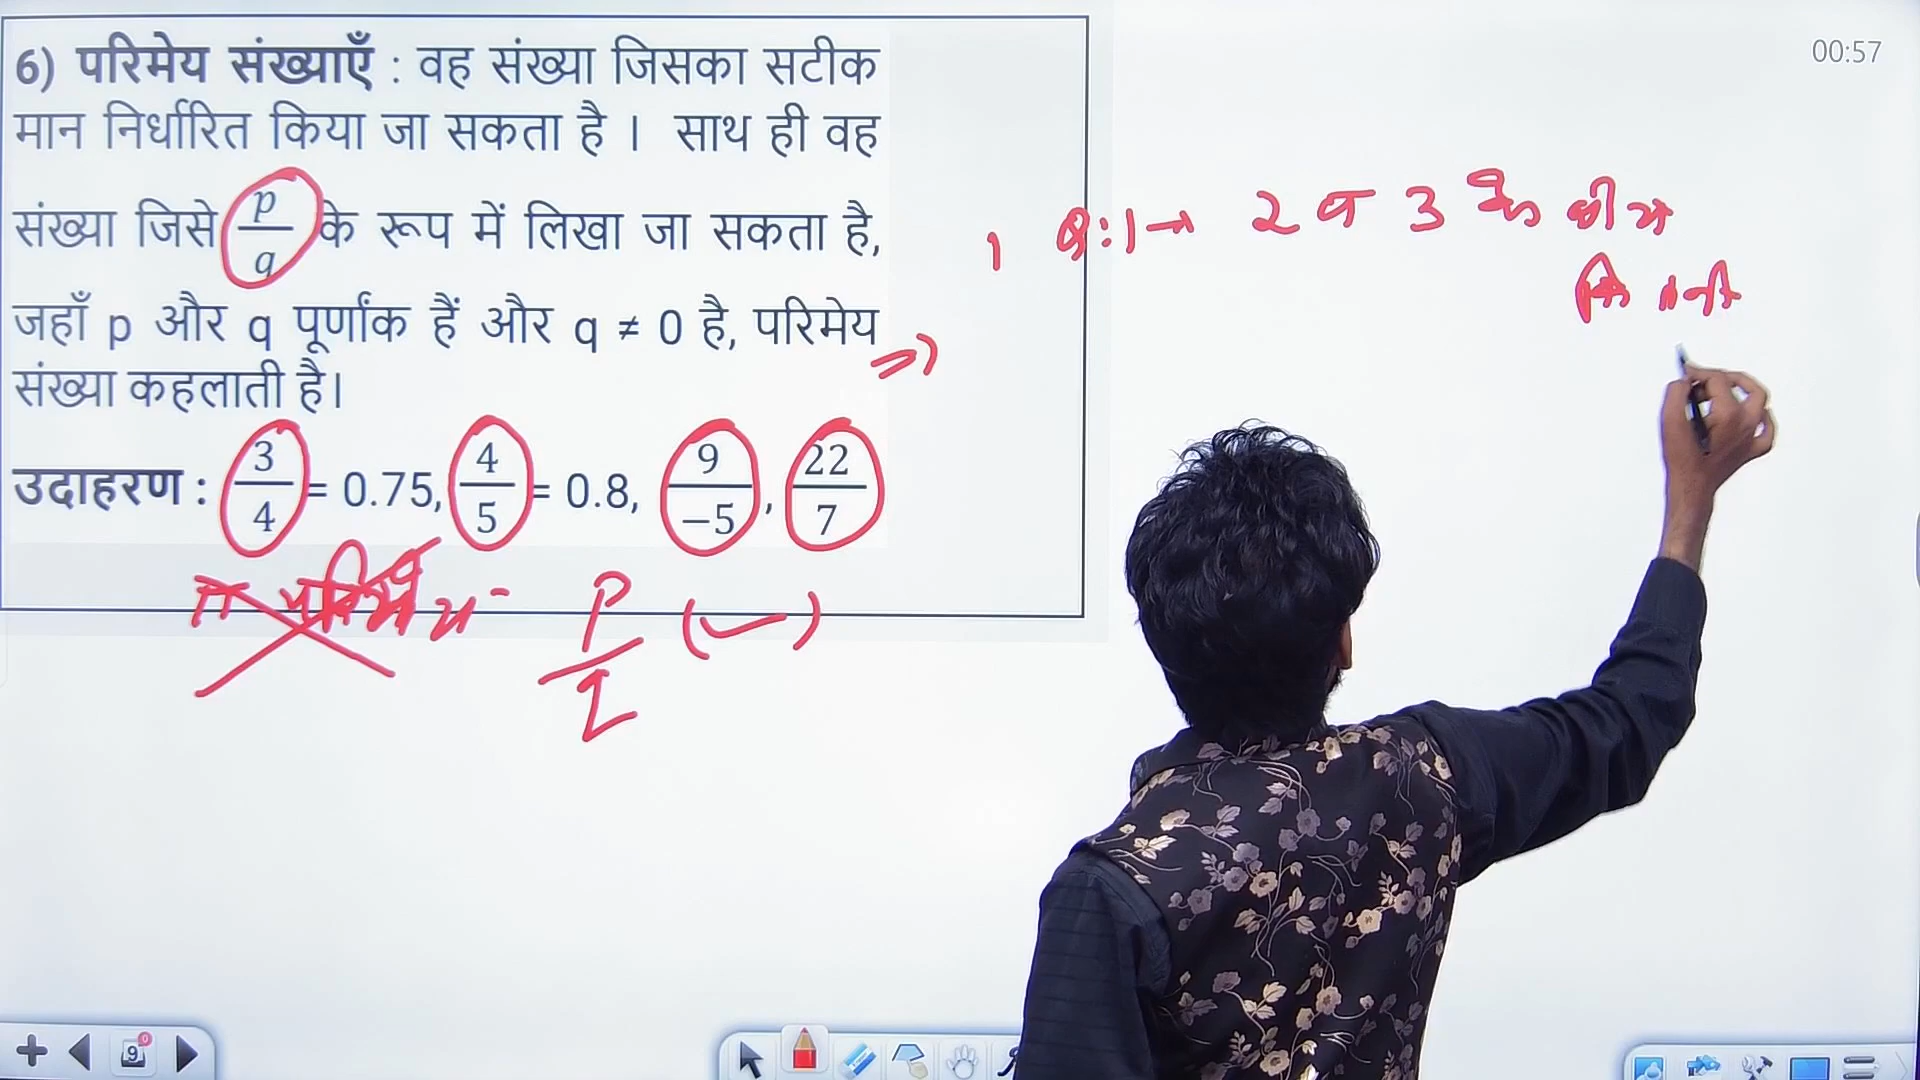 6) परिमेय संख्याएँ : वह संख्या जिसका सटीक
मान निर्धारित किया जा सकता है । साथ ही वह
संख्या जिसे p/q के रूप में लिखा जा सकता है,
जहाँ p और q पूर्णांक हैं और q ≠ 0 है, परिमेय
संख्या कहलाती है।
उदाहरण : 3/4 = 0.75, 4/5 = 0.8, 9/−5, 22/7
P/q (✓)
00:57
Q:1→ 2 व 3 के बीच
9